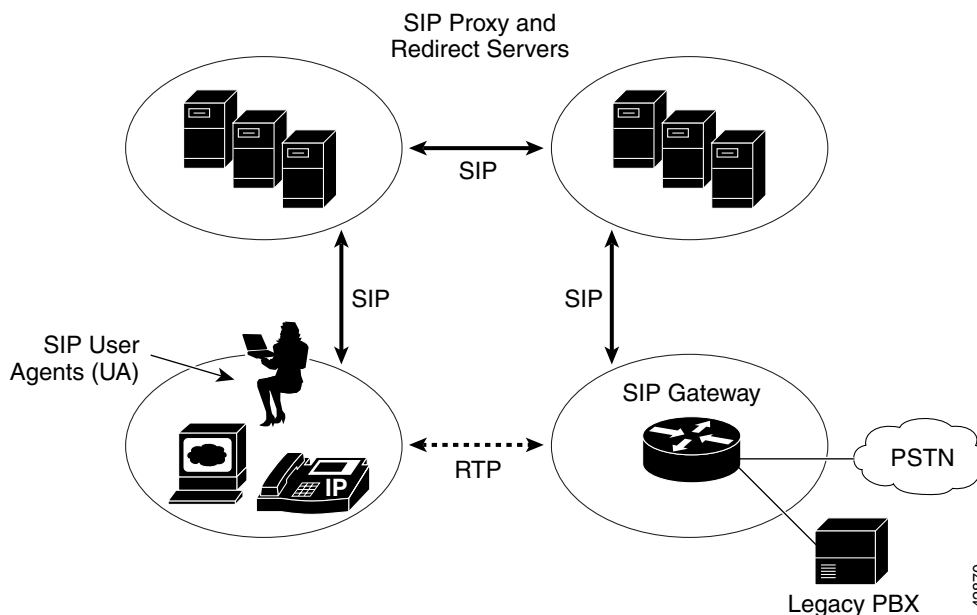 SIP Proxy and
Redirect Servers
SIP
SIP
SIP
SIP User
Agents (UA)
SIP Gateway
RTP
IP
PSTN
Legacy PBX